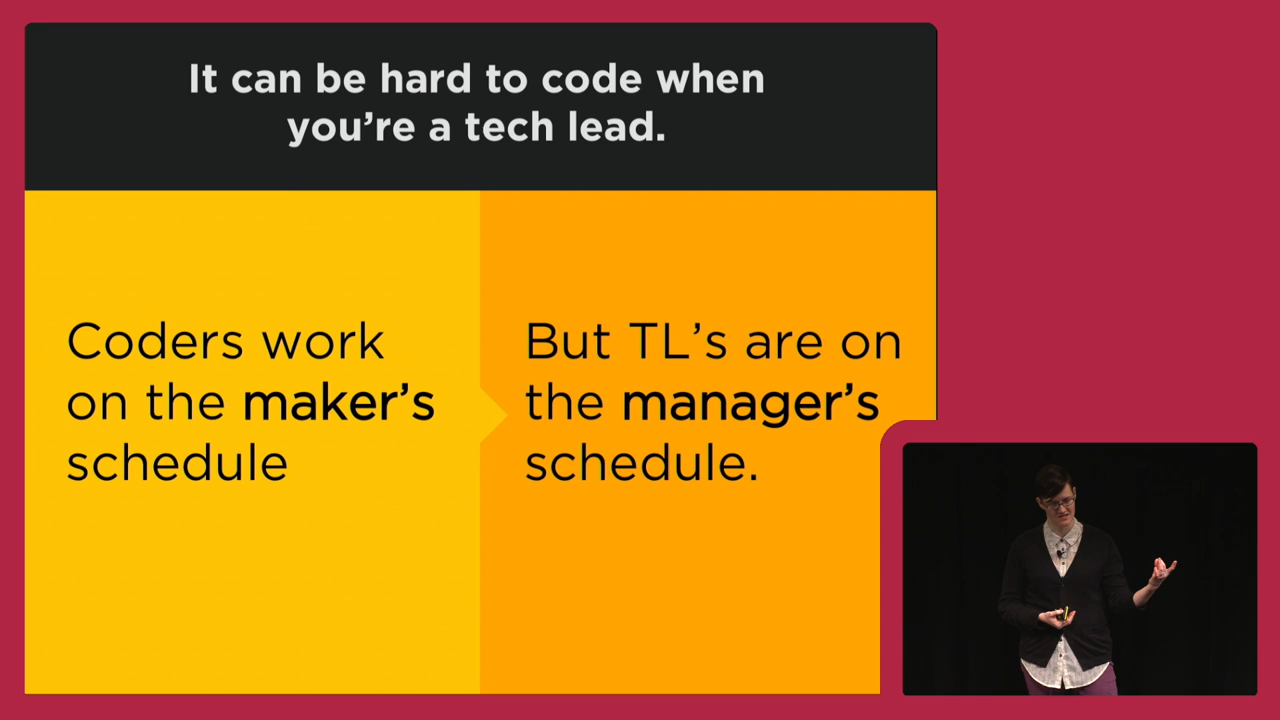 It can be hard to code when
you’re a tech lead.
Coders work
on the maker’s
schedule
But TL’s are on
the manager’s
schedule.